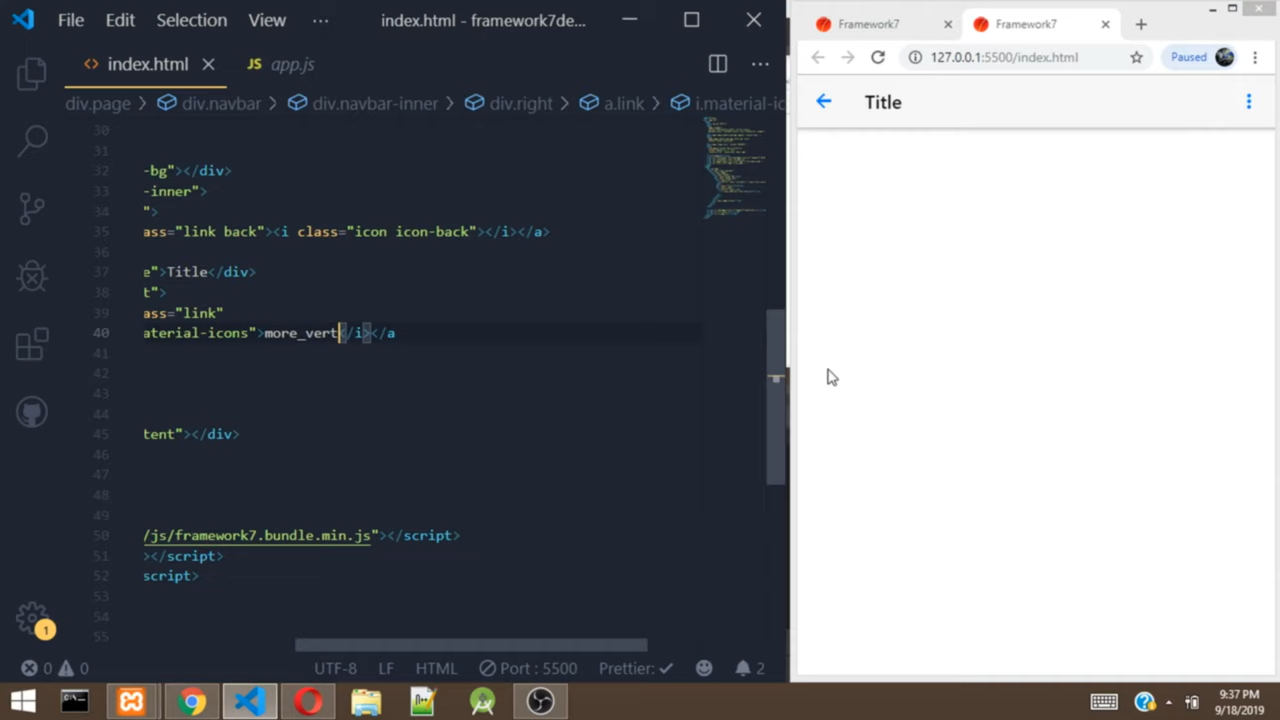 File Edit Selection View ··· index.html - framework7de...
<> index.html × JS app.js
div.page > div.navbar > div.navbar-inner > div.right > a.link > i.material-ic
30
31
32 -bg"></div>
33 -inner">
34 ">
35 ass="link back"><i class="icon icon-back"></i></a>
36
37 e">Title</div>
38 t">
39 ass="link"
40 aterial-icons">more_vert</i></a
41
42
43
44
45 tent"></div>
46
47
48
49
50 /js/framework7.bundle.min.js"></script>
51 ></script>
52 script>
53
54
55
1
0 0 UTF-8 LF HTML Port : 5500 Prettier: ✓ 2
Framework7 × Framework7 × +
127.0.0.1:5500/index.html Paused
Title
9:37 PM
9/18/2019